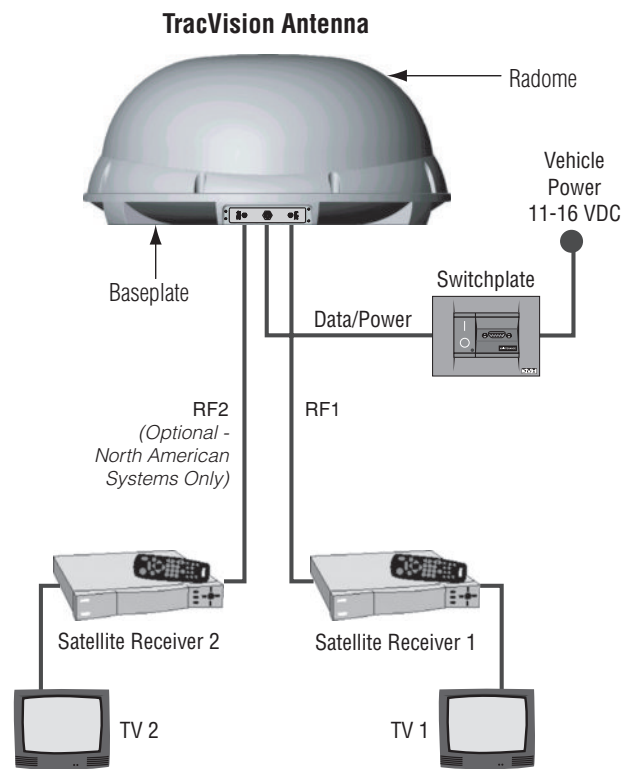 TracVision Antenna
Radome
Vehicle
Power
11-16 VDC
Baseplate
Switchplate
Data/Power
RF2
(Optional -
North American
Systems Only)
RF1
Satellite Receiver 2
Satellite Receiver 1
TV 2
TV 1